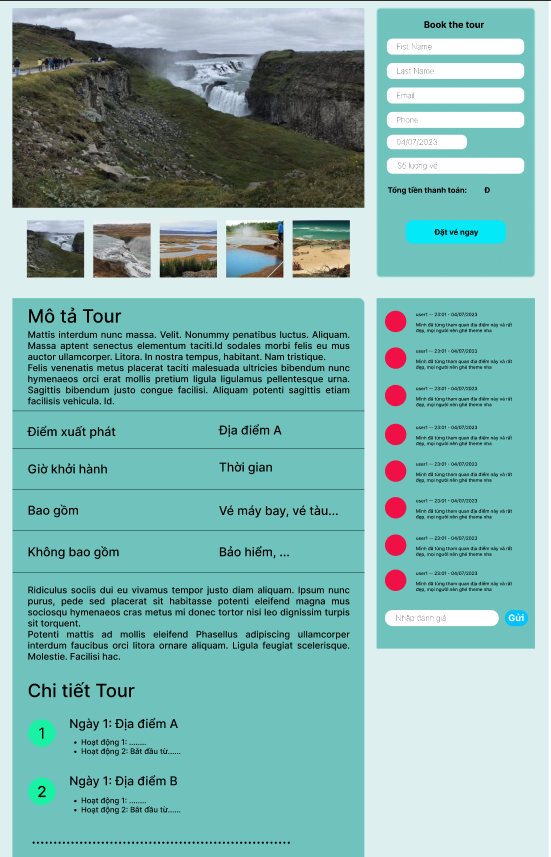 Book the tour
Fist Name
Last Name
Email
Phone
04/07/2023
Số lượng vé
Tổng tiền thanh toán: Đ
Đặt vé ngay
Mô tả Tour
Mattis interdum nunc massa. Velit. Nonummy penatibus luctus. Aliquam.
Massa aptent senectus elementum taciti.Id sodales morbi felis eu mus
auctor ullamcorper. Litora. In nostra tempus, habitant. Nam tristique.
Felis venenatis metus placerat taciti malesuada ultricies bibendum nunc
hymenaeos orci erat mollis pretium ligula ligulamus pellentesque urna.
Sagittis bibendum justo congue facilisi. Aliquam potenti sagittis etiam
facilisis vehicula. Id.
Điểm xuất phát Địa điểm A
Giờ khởi hành Thời gian
Bao gồm Vé máy bay, vé tàu...
Không bao gồm Bảo hiểm, ...
Ridiculus sociis dui eu vivamus tempor justo diam aliquam. Ipsum nunc
purus, pede sed placerat sit habitasse potenti eleifend magna mus
sociosqu hymenaeos cras metus mi donec tortor nisi leo dignissim turpis
sit torquent.
Potenti mattis ad mollis eleifend Phasellus adipiscing ullamcorper
interdum faucibus orci litora ornare aliquam. Ligula feugiat scelerisque.
Molestie. Facilisi hac.
Chi tiết Tour
1 Ngày 1: Địa điểm A
• Hoạt động 1: ........
• Hoạt động 2: Bắt đầu từ......
2 Ngày 1: Địa điểm B
• Hoạt động 1: ........
• Hoạt động 2: Bắt đầu từ......
user1 -- 23:01 - 04/07/2023
Mình đã từng tham quan địa điểm này và rất
đẹp, mọi người nên ghé theme nha
user1 -- 23:01 - 04/07/2023
Mình đã từng tham quan địa điểm này và rất
đẹp, mọi người nên ghé theme nha
user1 -- 23:01 - 04/07/2023
Mình đã từng tham quan địa điểm này và rất
đẹp, mọi người nên ghé theme nha
user1 -- 23:01 - 04/07/2023
Mình đã từng tham quan địa điểm này và rất
đẹp, mọi người nên ghé theme nha
user1 -- 23:01 - 04/07/2023
Mình đã từng tham quan địa điểm này và rất
đẹp, mọi người nên ghé theme nha
user1 -- 23:01 - 04/07/2023
Mình đã từng tham quan địa điểm này và rất
đẹp, mọi người nên ghé theme nha
user1 -- 23:01 - 04/07/2023
Mình đã từng tham quan địa điểm này và rất
đẹp, mọi người nên ghé theme nha
user1 -- 23:01 - 04/07/2023
Mình đã từng tham quan địa điểm này và rất
đẹp, mọi người nên ghé theme nha
Nhập đánh giá Gửi